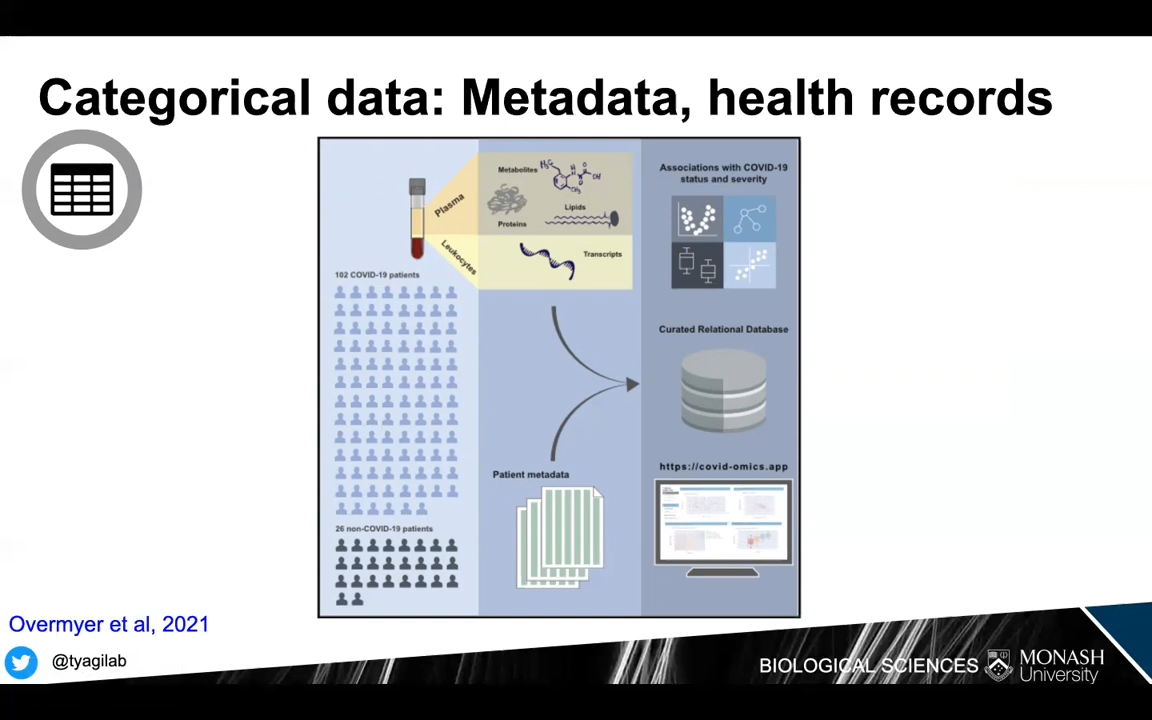 Categorical data: Metadata, health records
Plasma
Leukocytes
Metabolites
Proteins
Lipids
Transcripts
102 COVID-19 patients
26 non-COVID-19 patients
Patient metadata
Associations with COVID-19
status and severity
Curated Relational Database
https://covid-omics.app
Overmyer et al, 2021
@tyagilab
BIOLOGICAL SCIENCES
MONASH
University